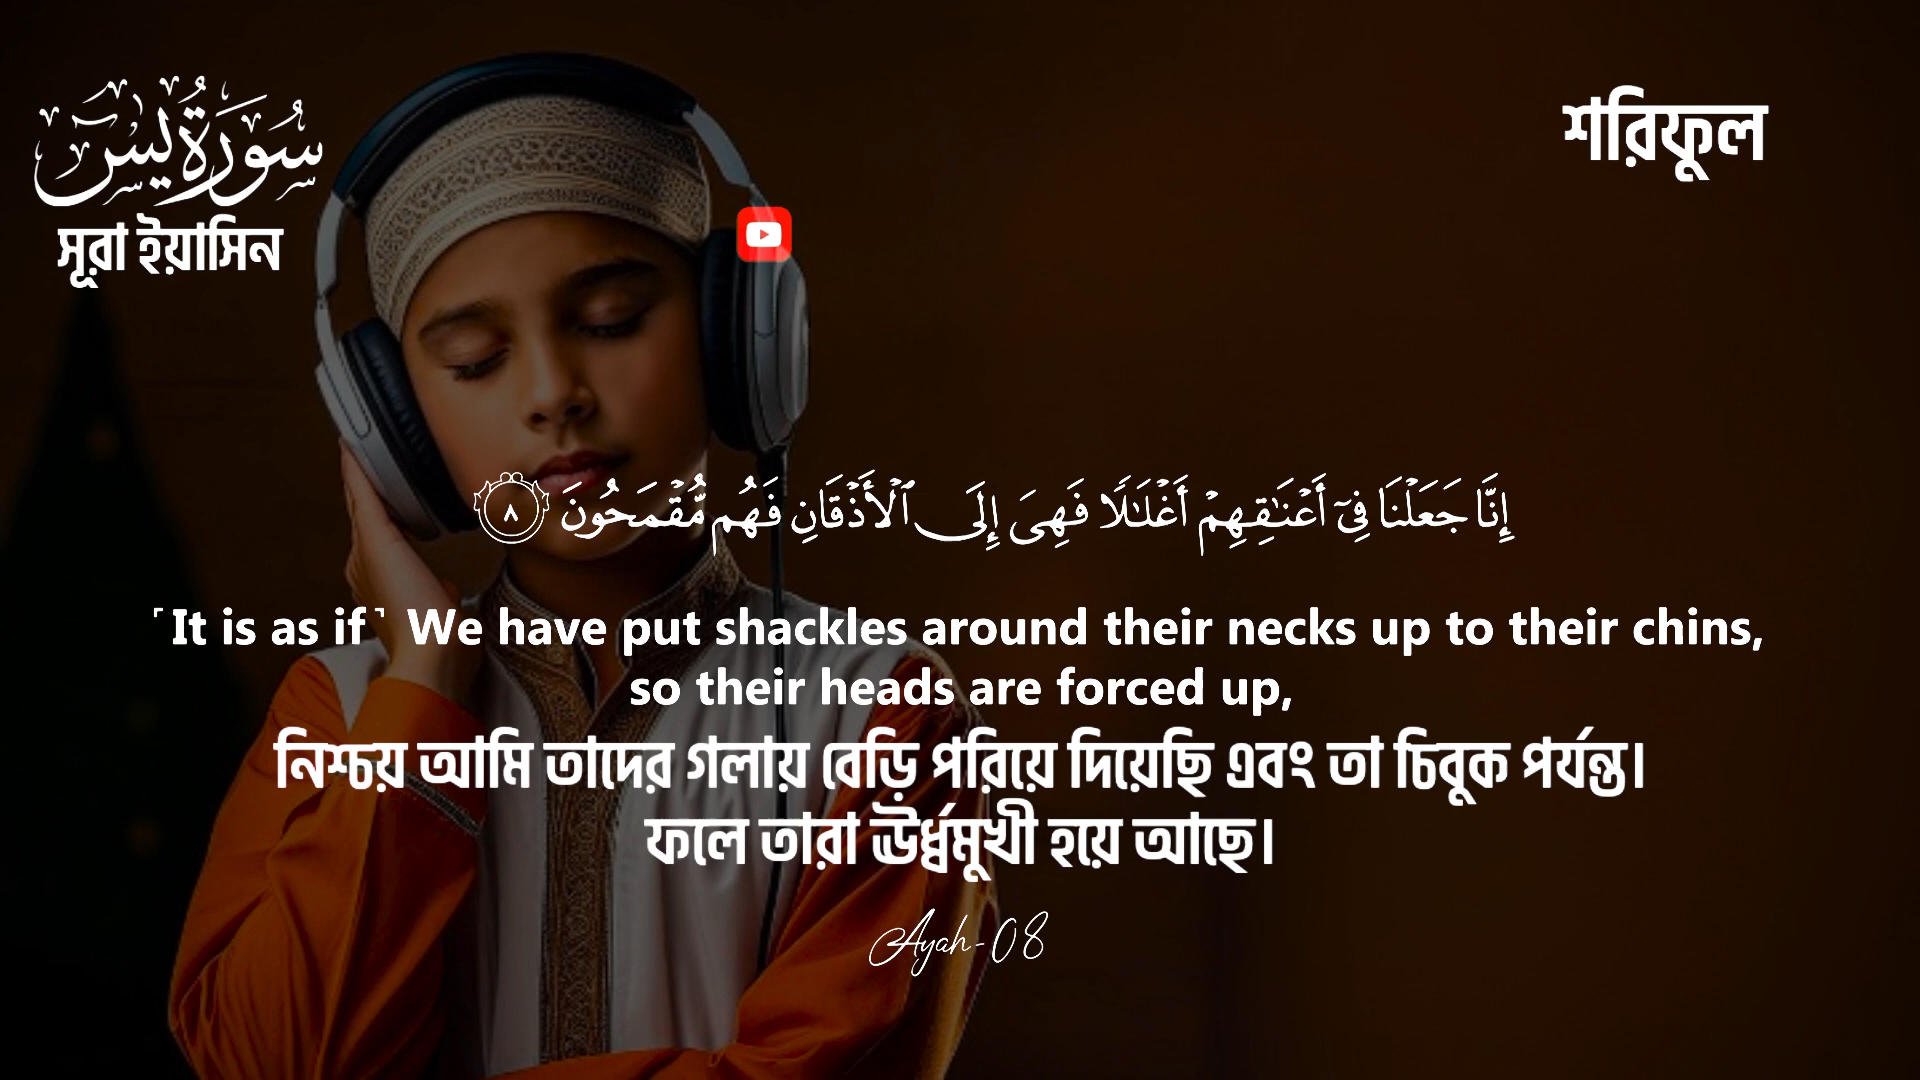 سُورَةُ يسٓ
সূরা ইয়াসিন
শরিফুল
إِنَّا جَعَلْنَا فِىٓ أَعْنَـٰقِهِمْ أَغْلَـٰلًا فَهِىَ إِلَى ٱلْأَذْقَانِ فَهُم مُّقْمَحُونَ ٨
˹It is as if˺ We have put shackles around their necks up to their chins,
so their heads are forced up,
নিশ্চয় আমি তাদের গলায় বেড়ি পরিয়ে দিয়েছি এবং তা চিবুক পর্যন্ত।
ফলে তারা ঊর্ধ্বমুখী হয়ে আছে।
Ayah-08